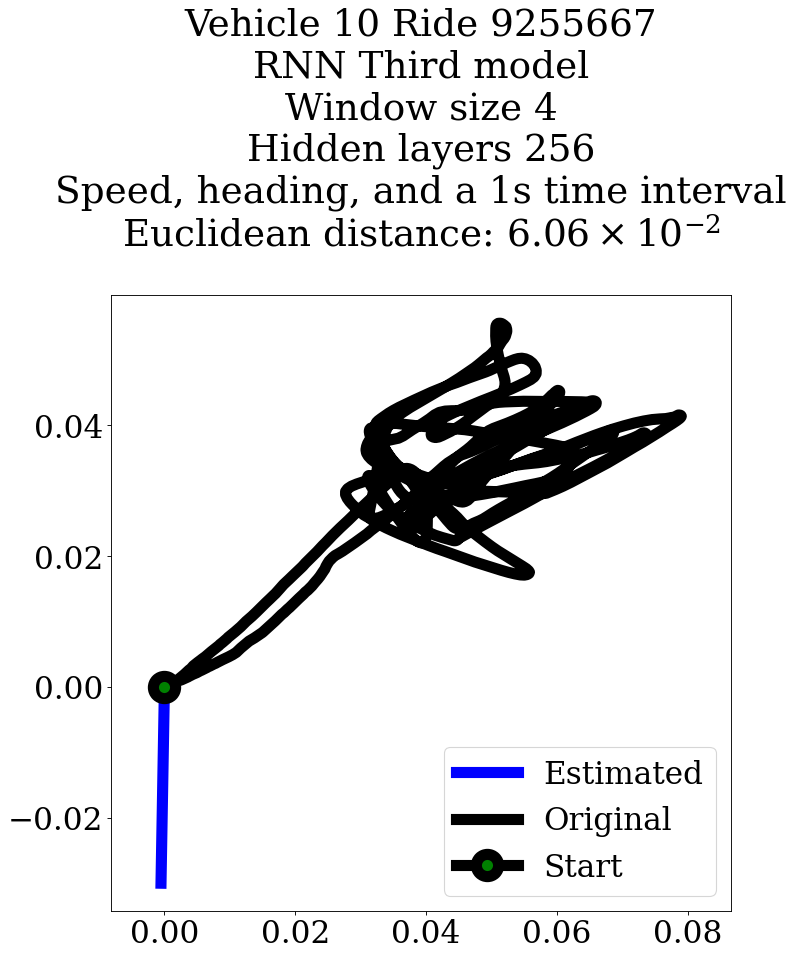 Vehicle 10 Ride 9255667
RNN Third model
Window size 4
Hidden layers 256
Speed, heading, and a 1s time interval
Euclidean distance: 6.06 × 10⁻²
0.04
0.02
0.00
−0.02
Estimated
Original
Start
0.00 0.02 0.04 0.06 0.08